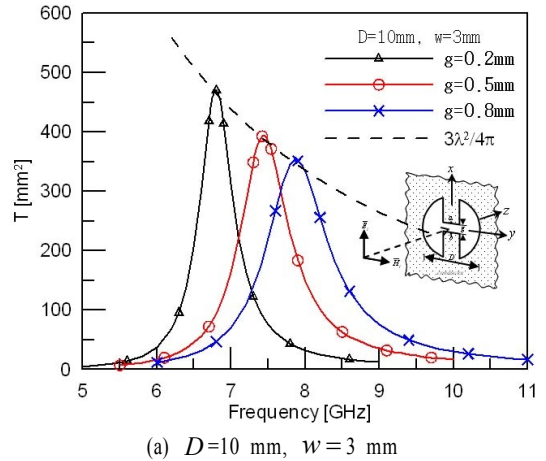 600
500
400
300
200
100
0
T [mm²]
D=10mm, w=3mm
g=0.2mm
g=0.5mm
g=0.8mm
3λ²/4π
x
z
y
D
5 6 7 8 9 10 11
Frequency [GHz]
(a) D=10 mm, w=3 mm